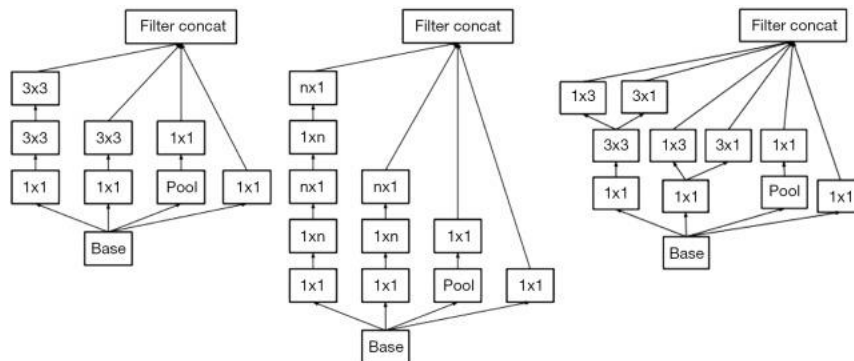 Filter concat
3x3
3x3 3x3 1x1
1x1 1x1 Pool 1x1
Base
Filter concat
nx1
1xn
nx1 nx1
1xn 1xn 1x1
1x1 1x1 Pool 1x1
Base
Filter concat
1x3 3x1
3x3 1x3 3x1 1x1
1x1 1x1 Pool 1x1
Base